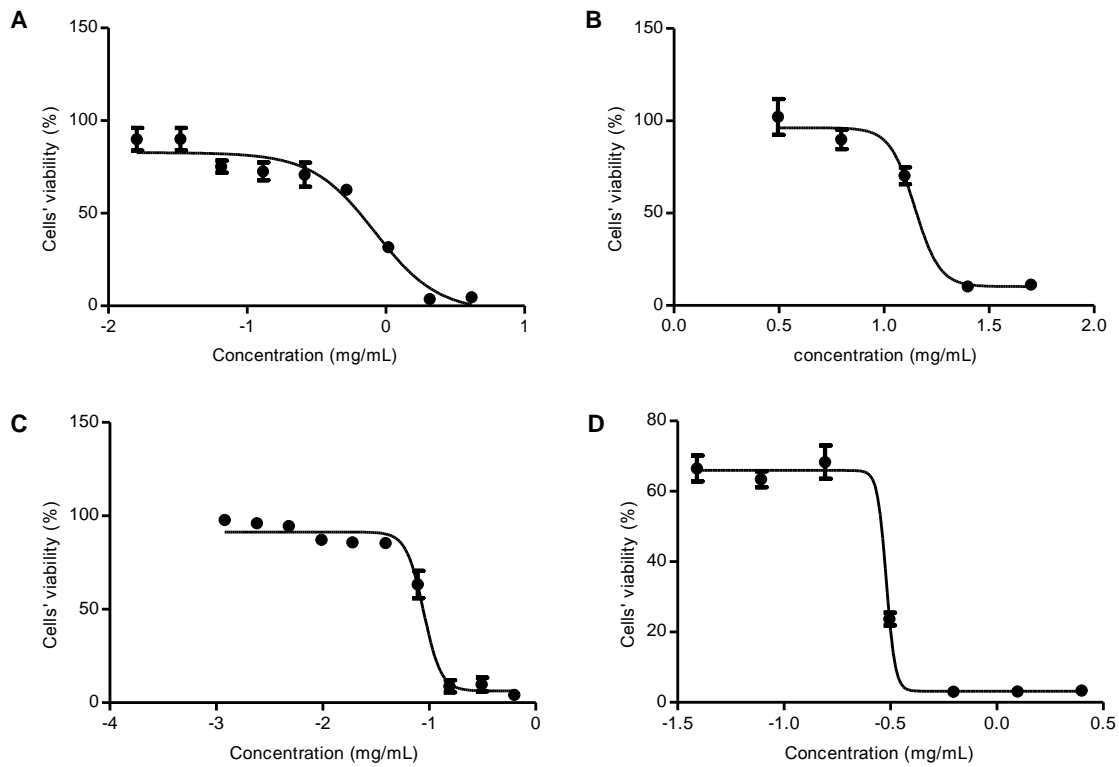 A
150
100
50
0
Cells' viability (%)
-2 -1 0 1
Concentration (mg/mL)
B
150
100
50
0
Cells' viability (%)
0.0 0.5 1.0 1.5 2.0
concentration (mg/mL)
C
150
100
50
0
Cells' viability (%)
-4 -3 -2 -1 0
Concentration (mg/mL)
D
80
60
40
20
0
Cells' viability (%)
-1.5 -1.0 -0.5 0.0 0.5
Concentration (mg/mL)